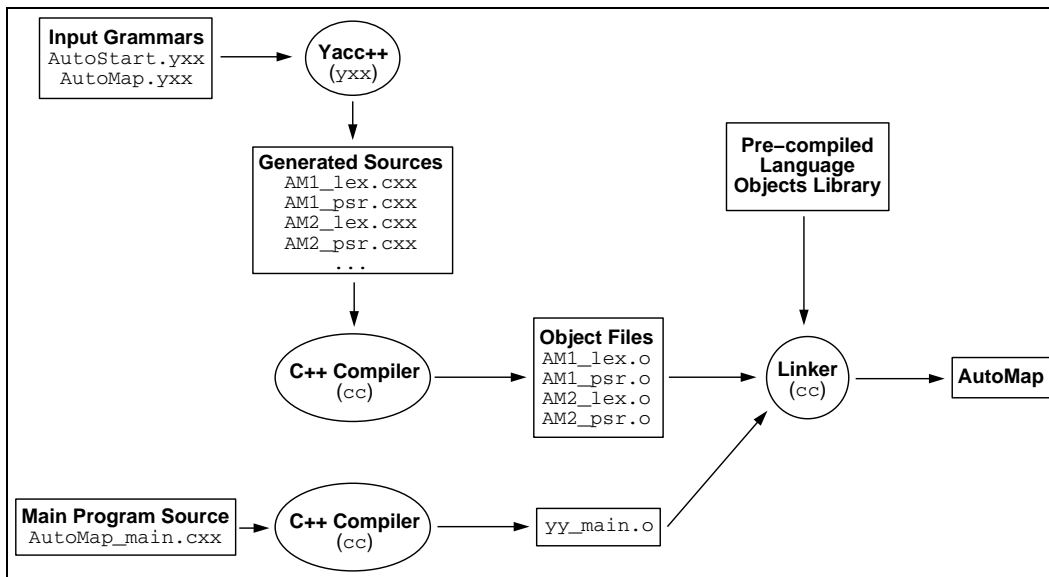 Input Grammars
AutoStart.yxx
AutoMap.yxx
Yacc++
(yxx)
Generated Sources
AM1_lex.cxx
AM1_psr.cxx
AM2_lex.cxx
AM2_psr.cxx
...
Pre-compiled
Language
Objects Library
C++ Compiler
(cc)
Object Files
AM1_lex.o
AM1_psr.o
AM2_lex.o
AM2_psr.o
Linker
(cc)
AutoMap
Main Program Source
AutoMap_main.cxx
C++ Compiler
(cc)
yy_main.o